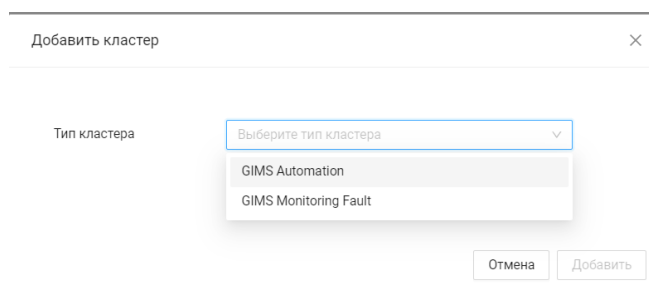 Добавить кластер
Тип кластера
Выберите тип кластера
GIMS Automation
GIMS Monitoring Fault
Отмена
Добавить